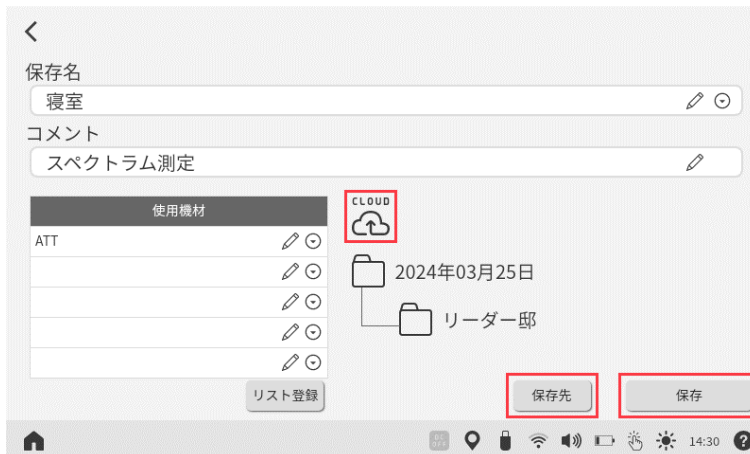 保存名
寝室
コメント
スペクトラム測定
使用機材
ATT
CLOUD
2024年03月25日
リーダー邸
リスト登録
保存先
保存
DC
OFF
14:30
?